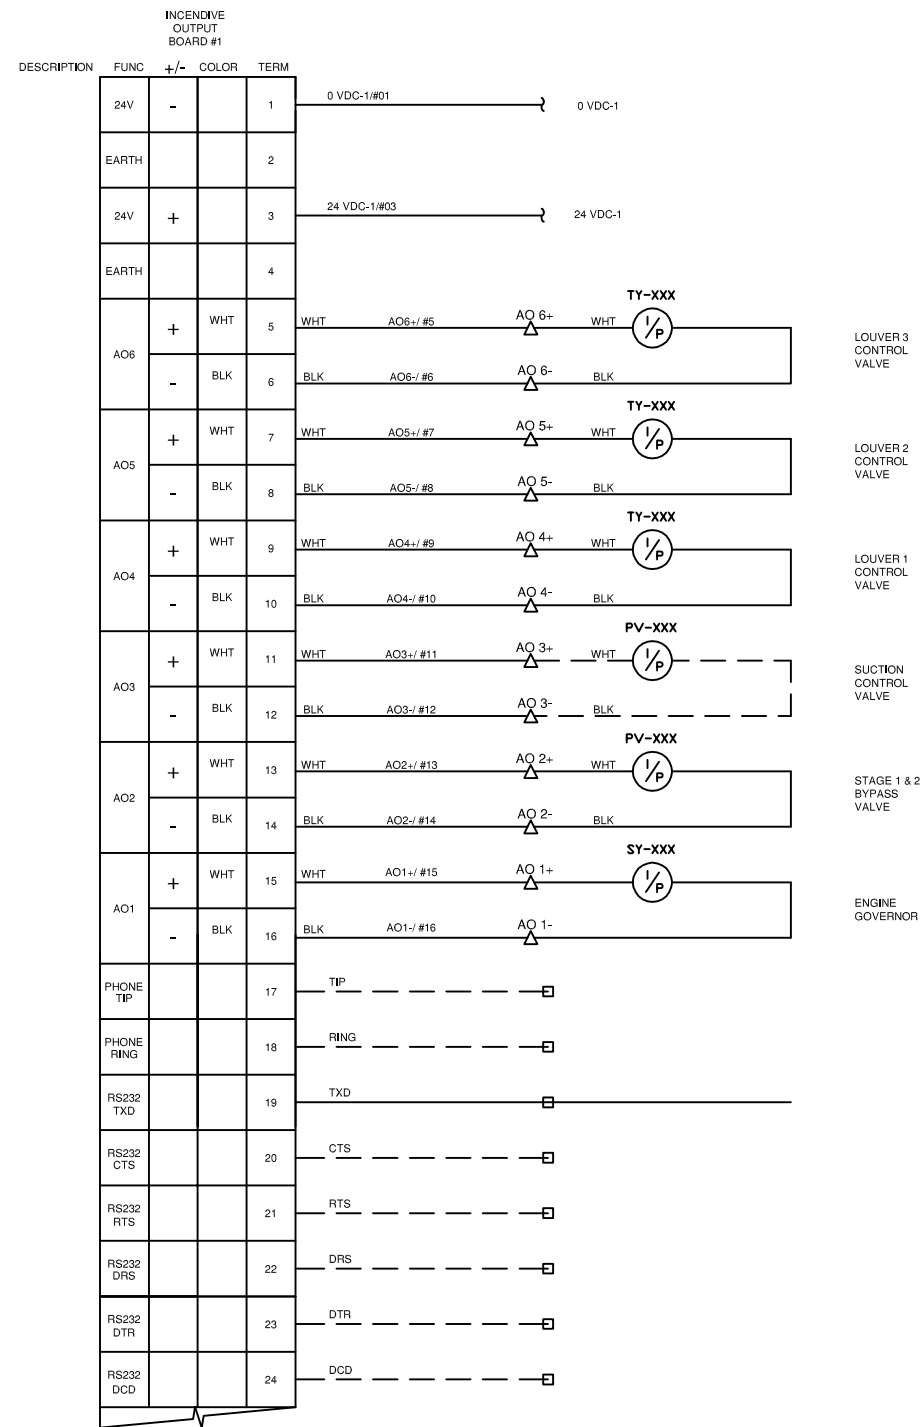 INCENDIVE
OUTPUT
BOARD #1
DESCRIPTION FUNC +/- COLOR TERM
24V - 1 0 VDC-1/#01 0 VDC-1
EARTH 2
24V + 3 24 VDC-1/#03 24 VDC-1
EARTH 4
TY-XXX
AO6 + WHT 5 WHT AO6+/ #5 AO 6+ WHT I/P
LOUVER 3
CONTROL
VALVE
- BLK 6 BLK AO6-/ #6 AO 6- BLK
TY-XXX
AO5 + WHT 7 WHT AO5+/ #7 AO 5+ WHT I/P
LOUVER 2
CONTROL
VALVE
- BLK 8 BLK AO5-/ #8 AO 5- BLK
TY-XXX
AO4 + WHT 9 WHT AO4+/ #9 AO 4+ WHT I/P
LOUVER 1
CONTROL
VALVE
- BLK 10 BLK AO4-/ #10 AO 4- BLK
PV-XXX
AO3 + WHT 11 WHT AO3+/ #11 AO 3+ WHT I/P
SUCTION
CONTROL
VALVE
- BLK 12 BLK AO3-/ #12 AO 3- BLK
PV-XXX
AO2 + WHT 13 WHT AO2+/ #13 AO 2+ WHT I/P
STAGE 1 & 2
BYPASS
VALVE
- BLK 14 BLK AO2-/ #14 AO 2- BLK
SY-XXX
AO1 + WHT 15 WHT AO1+/ #15 AO 1+ I/P
ENGINE
GOVERNOR
- BLK 16 BLK AO1-/ #16 AO 1-
PHONE
TIP 17 TIP
PHONE
RING 18 RING
RS232
TXD 19 TXD
RS232
CTS 20 CTS
RS232
RTS 21 RTS
RS232
DRS 22 DRS
RS232
DTR 23 DTR
RS232
DCD 24 DCD